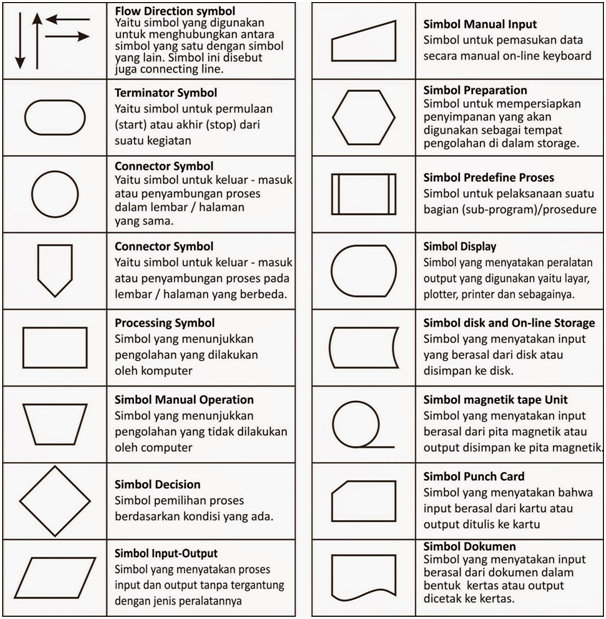 Flow Direction symbol
Yaitu simbol yang digunakan
untuk menghubungkan antara
simbol yang satu dengan simbol
yang lain. Simbol ini disebut
juga connecting line.
Terminator Symbol
Yaitu simbol untuk permulaan
(start) atau akhir (stop) dari
suatu kegiatan
Connector Symbol
Yaitu simbol untuk keluar - masuk
atau penyambungan proses
dalam lembar / halaman
yang sama.
Connector Symbol
Yaitu simbol untuk keluar - masuk
atau penyambungan proses pada
lembar / halaman yang berbeda.
Processing Symbol
Simbol yang menunjukkan
pengolahan yang dilakukan
oleh komputer
Simbol Manual Operation
Simbol yang menunjukkan
pengolahan yang tidak dilakukan
oleh computer
Simbol Decision
Simbol pemilihan proses
berdasarkan kondisi yang ada.
Simbol Input-Output
Simbol yang menyatakan proses
input dan output tanpa tergantung
dengan jenis peralatannya
Simbol Manual Input
Simbol untuk pemasukan data
secara manual on-line keyboard
Simbol Preparation
Simbol untuk mempersiapkan
penyimpanan yang akan
digunakan sebagai tempat
pengolahan di dalam storage.
Simbol Predefine Proses
Simbol untuk pelaksanaan suatu
bagian (sub-program)/prosedure
Simbol Display
Simbol yang menyatakan peralatan
output yang digunakan yaitu layar,
plotter, printer dan sebagainya.
Simbol disk and On-line Storage
Simbol yang menyatakan input
yang berasal dari disk atau
disimpan ke disk.
Simbol magnetik tape Unit
Simbol yang menyatakan input
berasal dari pita magnetik atau
output disimpan ke pita magnetik.
Simbol Punch Card
Simbol yang menyatakan bahwa
input berasal dari kartu atau
output ditulis ke kartu
Simbol Dokumen
Simbol yang menyatakan input
berasal dari dokumen dalam
bentuk kertas atau output
dicetak ke kertas.